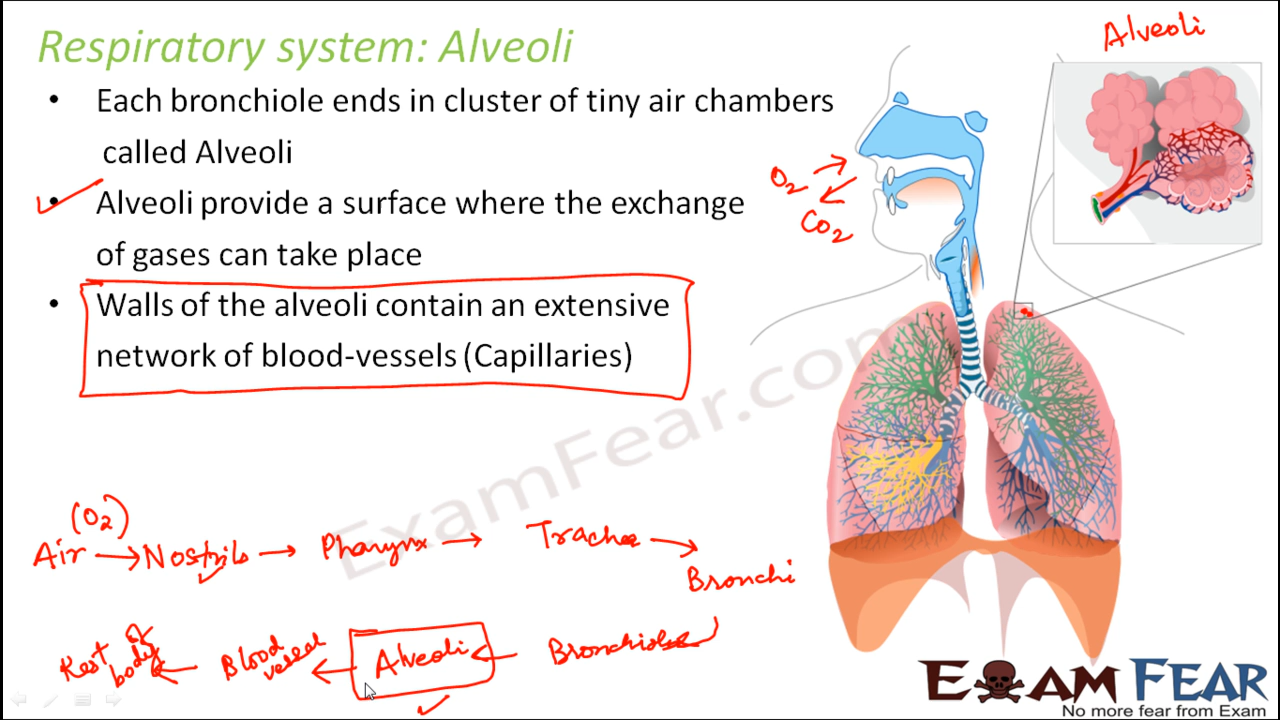 Respiratory system: Alveoli
• Each bronchiole ends in cluster of tiny air chambers
called Alveoli
• Alveoli provide a surface where the exchange
of gases can take place
• Walls of the alveoli contain an extensive
network of blood-vessels (Capillaries)
Alveoli
O2
CO2
ExamFear.com
(O2)
Air → Nostrils → Pharynx → Trachea →
Bronchi
Rest of body ← Blood vessel ← Alveoli ← Bronchioles
EXAM FEAR
No more fear from Exam